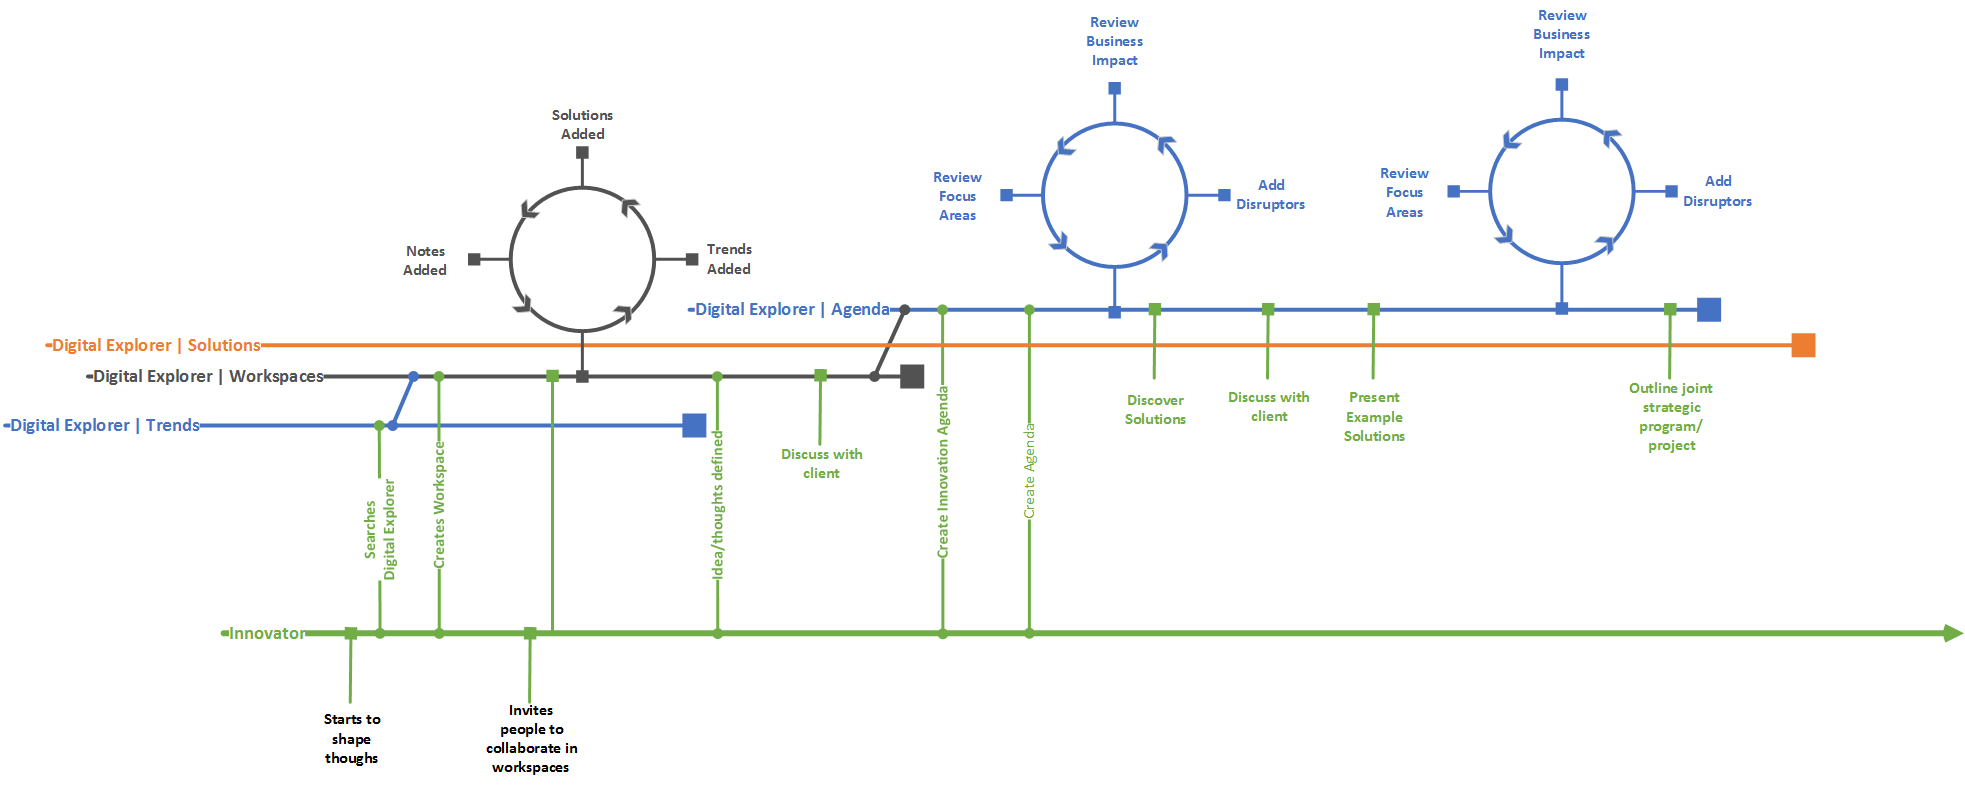 Review
Business
Impact
Review
Business
Impact
Solutions
Added
Review
Focus
Areas
Add
Disruptors
Review
Focus
Areas
Add
Disruptors
Notes
Added
Trends
Added
Digital Explorer | Agenda
Digital Explorer | Solutions
Digital Explorer | Workspaces
Digital Explorer | Trends
Searches
Digital Explorer
Creates Workspace
Idea/thoughts defined
Discuss with
client
Create Innovation Agenda
Create Agenda
Discover
Solutions
Discuss with
client
Present
Example
Solutions
Outline joint
strategic
program/
project
Innovator
Starts to
shape
thoughs
Invites
people to
collaborate in
workspaces